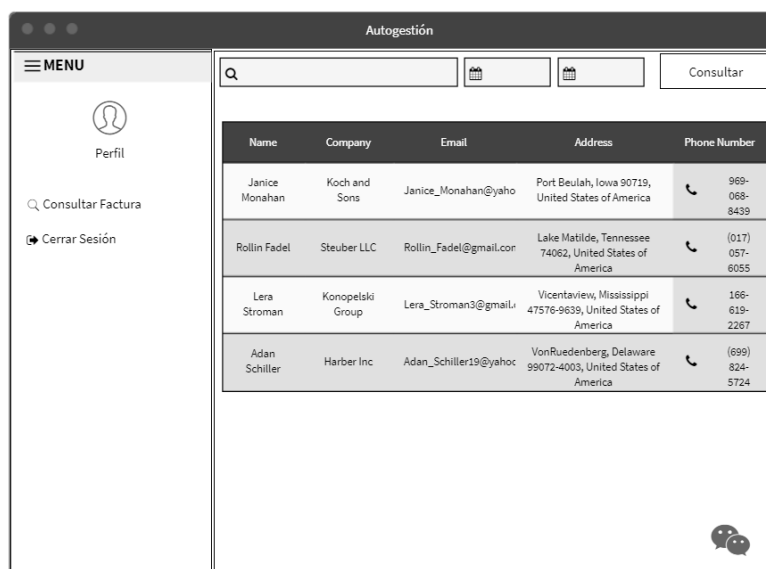 Autogestión
MENU
Perfil
Consultar Factura
Cerrar Sesión
Consultar
Name Company Email Address Phone Number
Janice
Monahan
Koch and
Sons
Janice_Monahan@yaho
Port Beulah, Iowa 90719,
United States of America
969-
068-
8439
Rollin Fadel
Steuber LLC
Rollin_Fadel@gmail.cor
Lake Matilde, Tennessee
74062, United States of
America
(017)
057-
6055
Lera
Stroman
Konopelski
Group
Lera_Stroman3@gmail.
Vicentaview, Mississippi
47576-9639, United States of
America
166-
619-
2267
Adan
Schiller
Harber Inc
Adan_Schiller19@yahoc
VonRuedenberg, Delaware
99072-4003, United States of
America
(699)
824-
5724